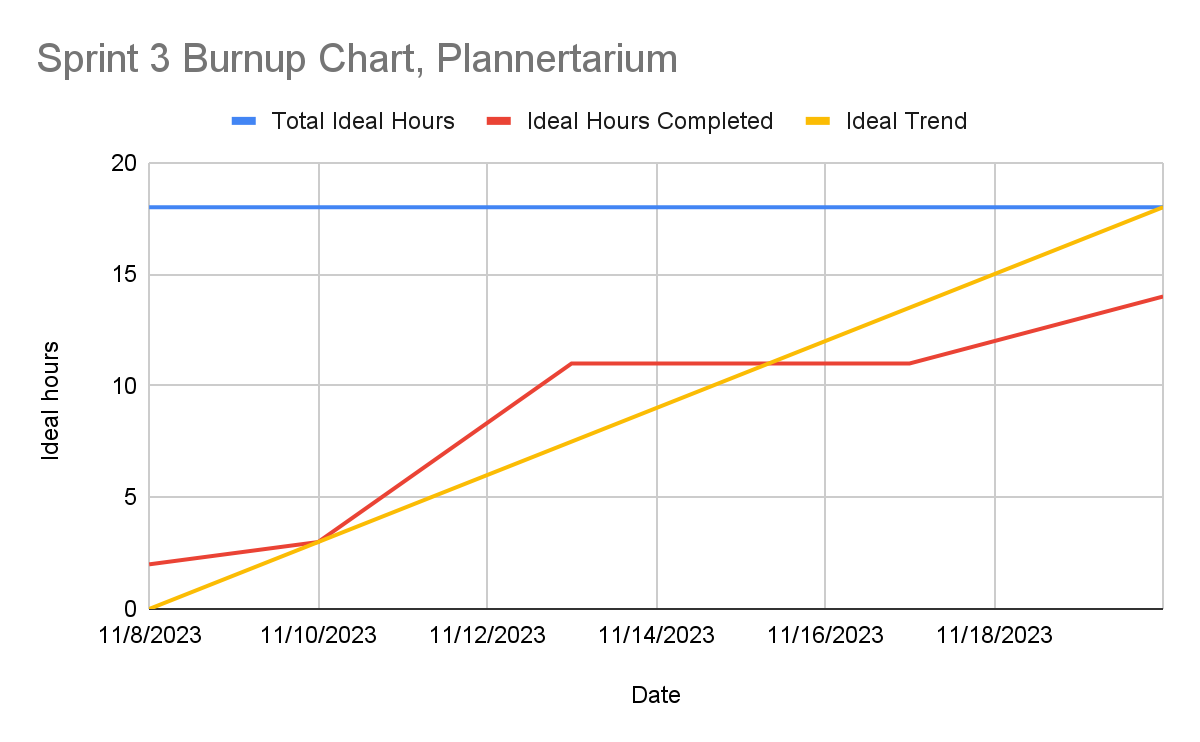 Sprint 3 Burnup Chart, Plannertarium
Total Ideal Hours Ideal Hours Completed Ideal Trend
20
15
10
5
0
Ideal hours
11/8/2023 11/10/2023 11/12/2023 11/14/2023 11/16/2023 11/18/2023
Date